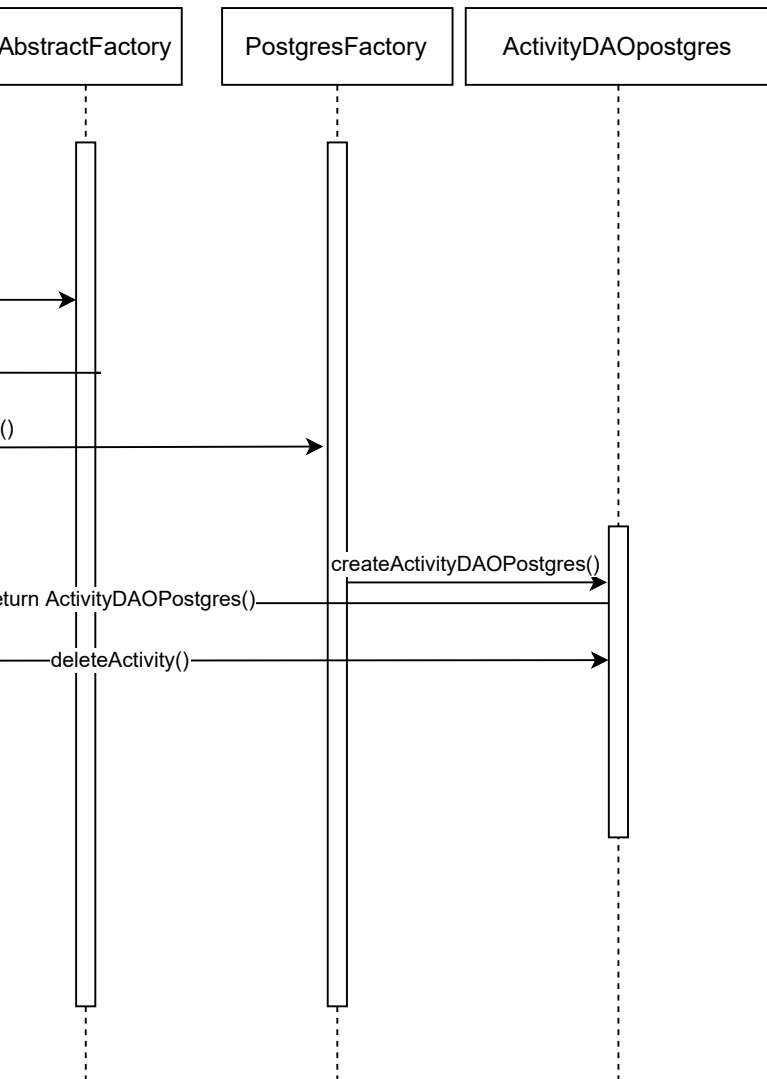 AbstractFactory
PostgresFactory
ActivityDAOpostgres
()
createActivityDAOPostgres()
eturn ActivityDAOPostgres()
deleteActivity()